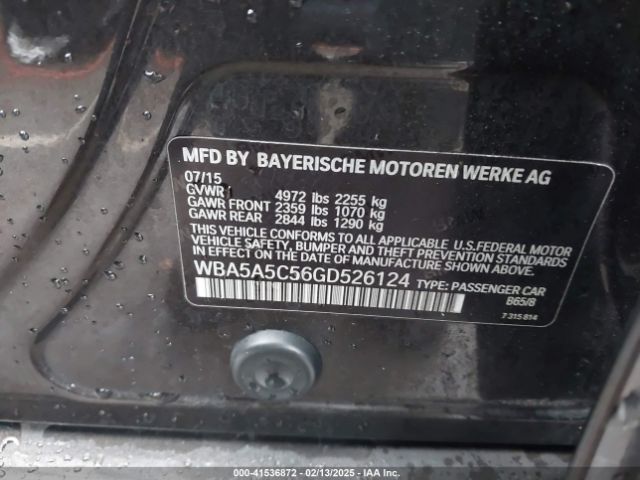 MFD BY BAYERISCHE MOTOREN WERKE AG
07/15
GVWR 4972 lbs 2255 kg
GAWR FRONT 2359 lbs 1070 kg
GAWR REAR 2844 lbs 1290 kg
THIS VEHICLE CONFORMS TO ALL APPLICABLE U.S.FEDERAL MOTOR
VEHICLE SAFETY, BUMPER AND THEFT PREVENTION STANDARDS
IN EFFECT ON THE DATE OF MANUFACTURE SHOWN ABOVE.
WBA5A5C56GD526124 TYPE: PASSENGER CAR
B65/8
7 315 814
000-41536872 - 02/13/2025 - IAAI.COM